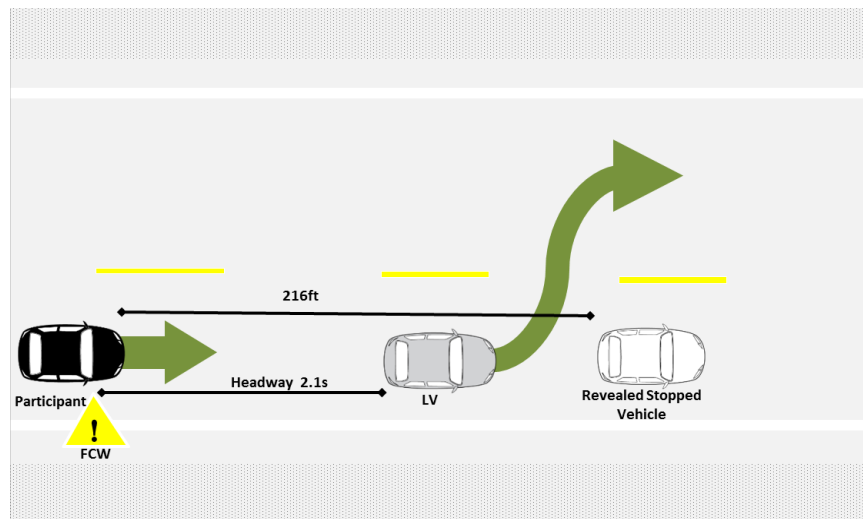 216ft
Headway 2.1s
Participant
LV
Revealed Stopped
Vehicle
!
FCW